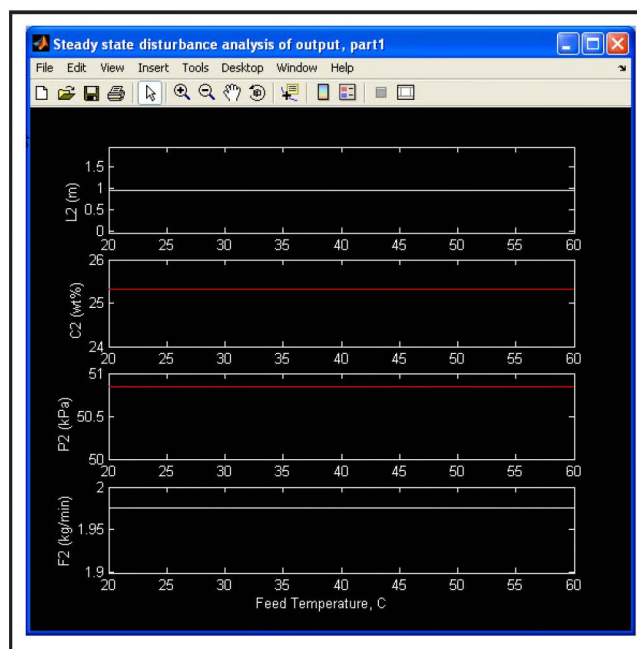 Steady state disturbance analysis of output, part1
File Edit View Insert Tools Desktop Window Help
L2 (m)
1.5
1
0.5
0
20 25 30 35 40 45 50 55 60
C2 (wt%)
26
25
24
20 25 30 35 40 45 50 55 60
P2 (kPa)
51
50.5
50
20 25 30 35 40 45 50 55 60
F2 (kg/min)
2
1.95
1.9
20 25 30 35 40 45 50 55 60
Feed Temperature, C